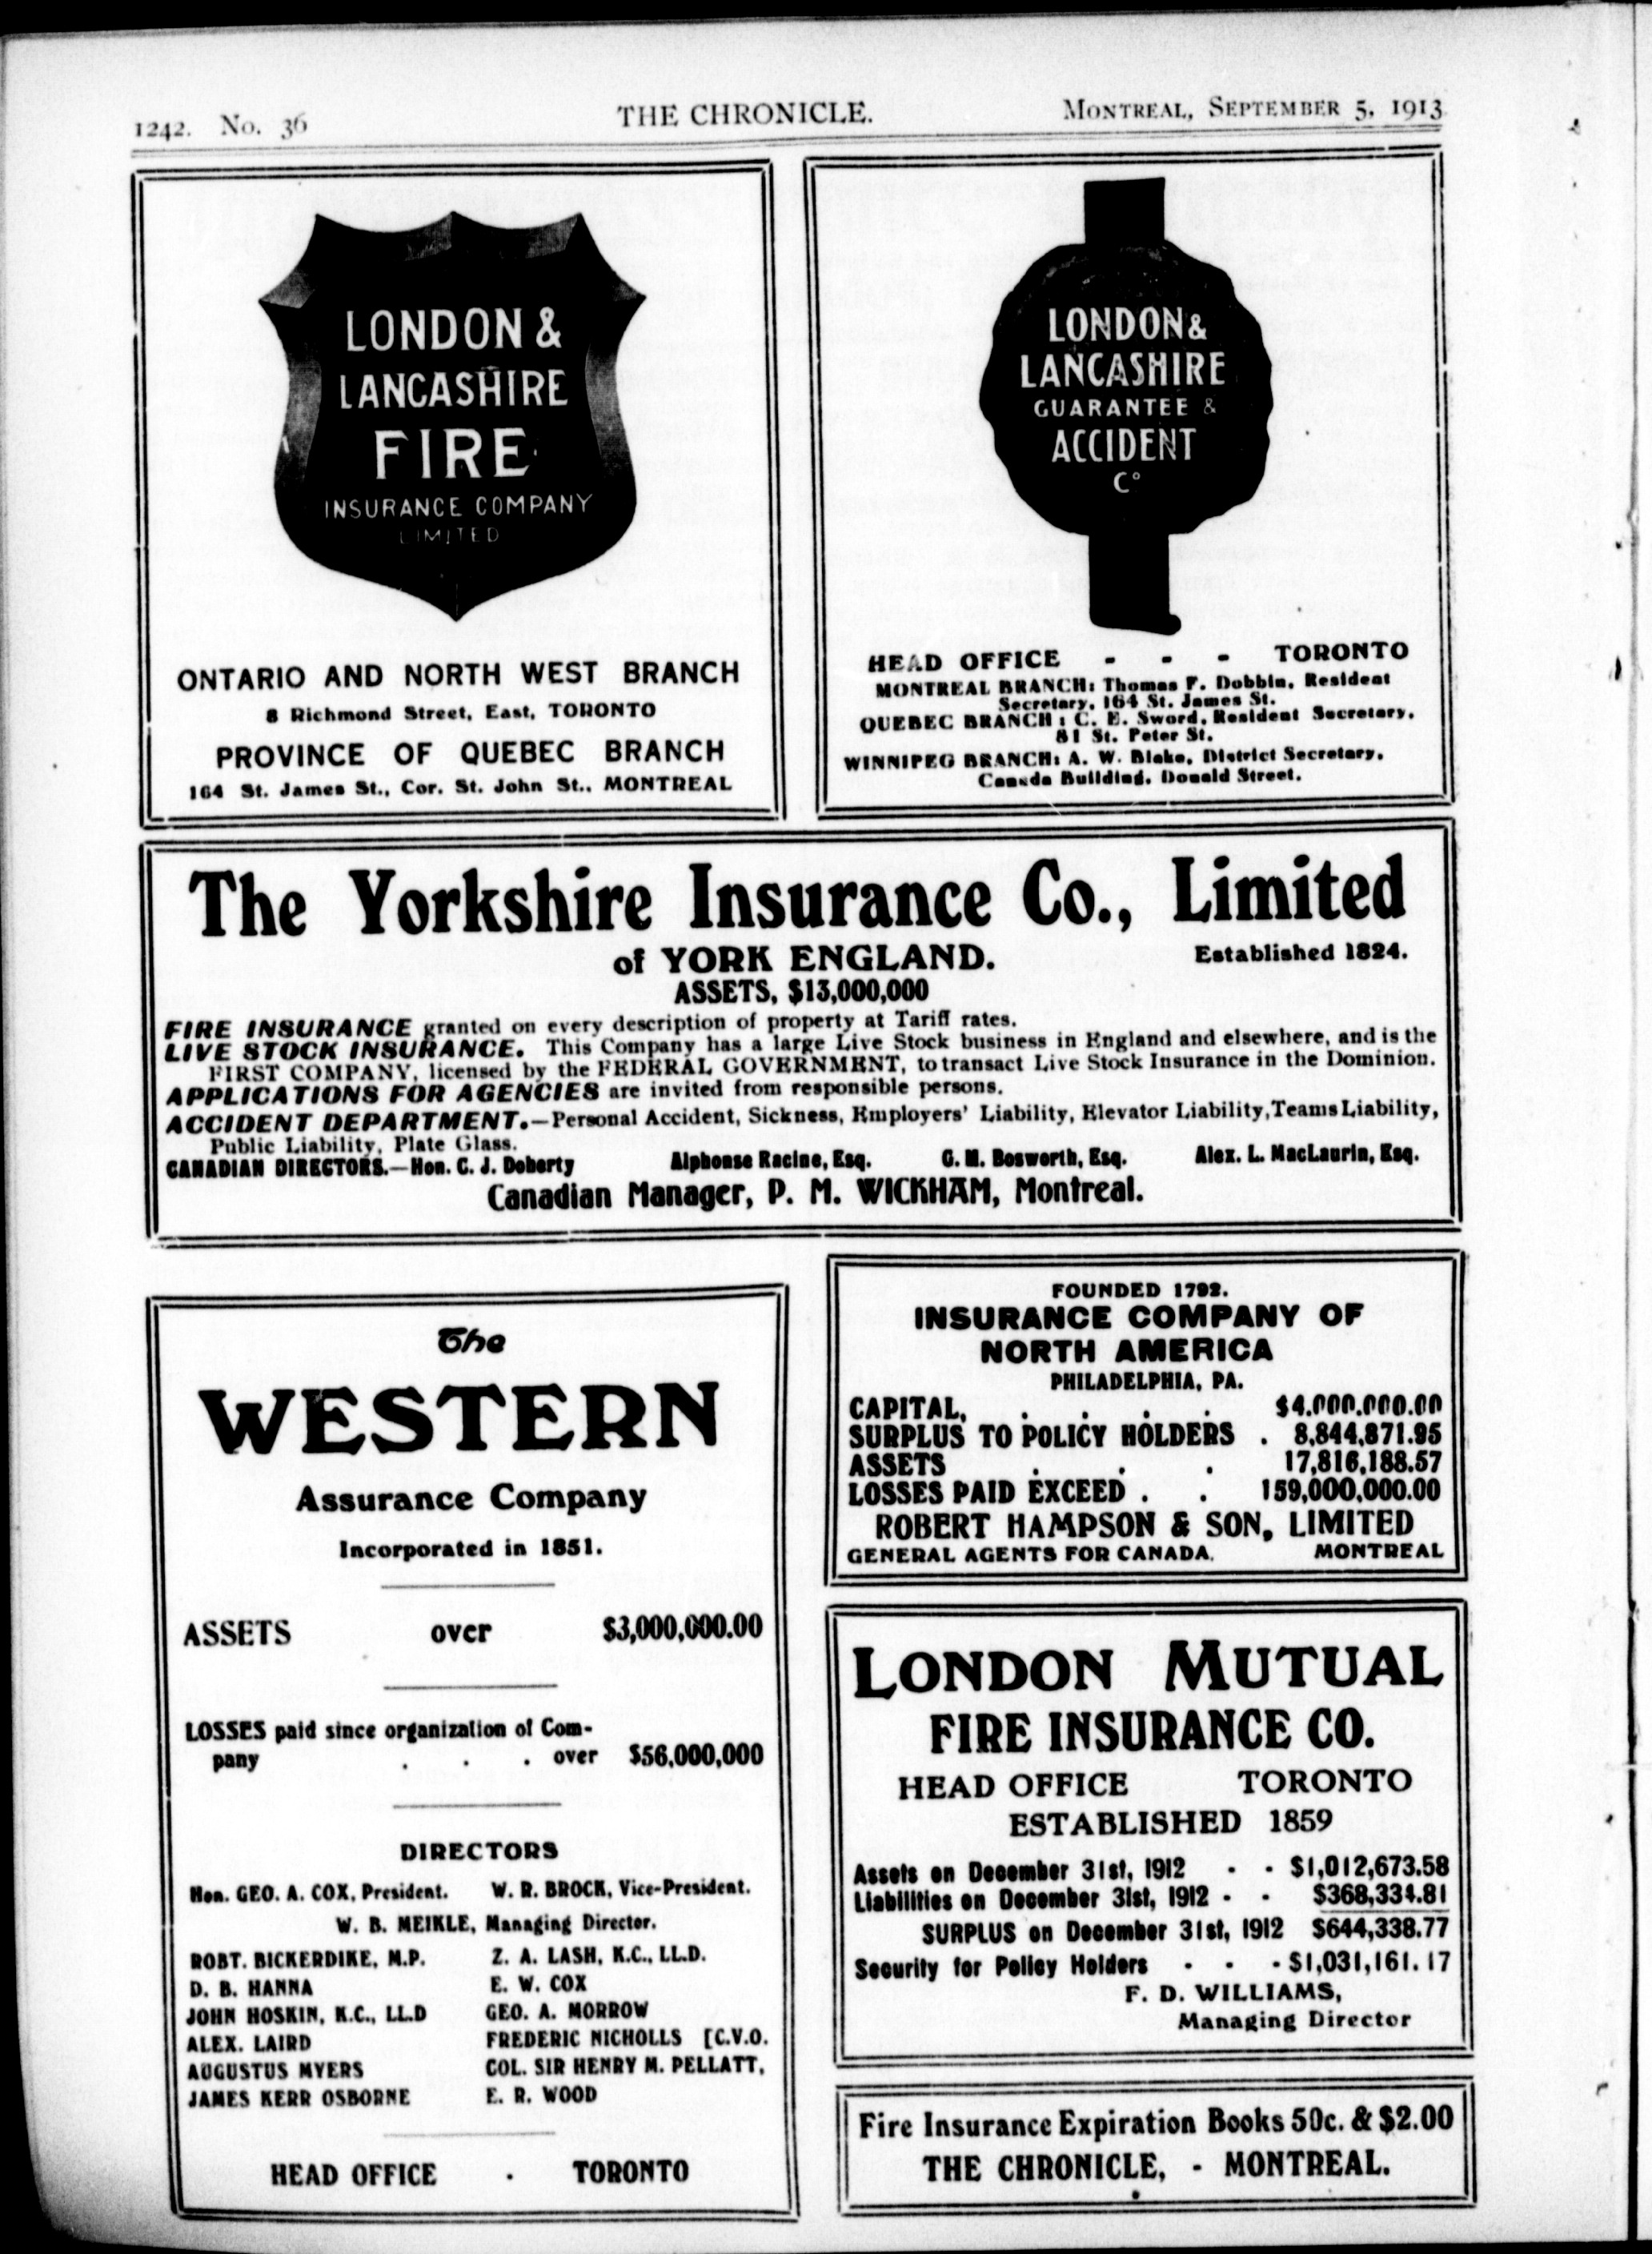 1242. No. 36
THE CHRONICLE.
MONTREAL, SEPTEMBER 5, 1913
LONDON &
LANCASHIRE
FIRE
INSURANCE COMPANY
LIMITED
ONTARIO AND NORTH WEST BRANCH
8 Richmond Street, East, TORONTO
PROVINCE OF QUEBEC BRANCH
164 St. James St., Cor. St. John St., MONTREAL
LONDON &
LANCASHIRE
GUARANTEE &
ACCIDENT
Co
HEAD OFFICE - - - TORONTO
MONTREAL BRANCH: Thomas F. Dobbin, Resident
Secretary, 164 St. James St.
QUEBEC BRANCH: C. E. Sword, Resident Secretary,
81 St. Peter St.
WINNIPEG BRANCH: A. W. Blake, District Secretary,
Canada Building, Donald Street.
The Yorkshire Insurance Co., Limited
of YORK ENGLAND. Established 1824.
ASSETS, $13,000,000
FIRE INSURANCE granted on every description of property at Tariff rates.
LIVE STOCK INSURANCE. This Company has a large Live Stock business in England and elsewhere, and is the
FIRST COMPANY, licensed by the FEDERAL GOVERNMENT, to transact Live Stock Insurance in the Dominion.
APPLICATIONS FOR AGENCIES are invited from responsible persons.
ACCIDENT DEPARTMENT.—Personal Accident, Sickness, Employers' Liability, Elevator Liability, Teams Liability,
Public Liability, Plate Glass.
CANADIAN DIRECTORS.—Hon. C. J. Doherty Alphonse Racine, Esq. G. M. Bosworth, Esq. Alex. L. MacLaurin, Esq.
Canadian Manager, P. M. WICKHAM, Montreal.
The
WESTERN
Assurance Company
Incorporated in 1851.
ASSETS over $3,000,000.00
LOSSES paid since organization of Com-
pany . . . over $56,000,000
DIRECTORS
Hon. GEO. A. COX, President. W. R. BROCK, Vice-President.
W. B. MEIKLE, Managing Director.
ROBT. BICKERDIKE, M.P. Z. A. LASH, K.C., LL.D.
D. B. HANNA E. W. COX
JOHN HOSKIN, K.C., LL.D GEO. A. MORROW
ALEX. LAIRD FREDERIC NICHOLLS [C.V.O.
AUGUSTUS MYERS COL. SIR HENRY M. PELLATT,
JAMES KERR OSBORNE E. R. WOOD
HEAD OFFICE . TORONTO
FOUNDED 1792.
INSURANCE COMPANY OF
NORTH AMERICA
PHILADELPHIA, PA.
CAPITAL, . . . . $4,000,000.00
SURPLUS TO POLICY HOLDERS . 8,844,871.95
ASSETS . . . 17,816,188.57
LOSSES PAID EXCEED . . 159,000,000.00
ROBERT HAMPSON & SON, LIMITED
GENERAL AGENTS FOR CANADA. MONTREAL
LONDON MUTUAL
FIRE INSURANCE CO.
HEAD OFFICE TORONTO
ESTABLISHED 1859
Assets on December 31st, 1912 - - $1,012,673.58
Liabilities on December 31st, 1912 - - $368,334.81
SURPLUS on December 31st, 1912 $644,338.77
Security for Policy Holders - - - $1,031,161.17
F. D. WILLIAMS,
Managing Director
Fire Insurance Expiration Books 50c. & $2.00
THE CHRONICLE, - MONTREAL.